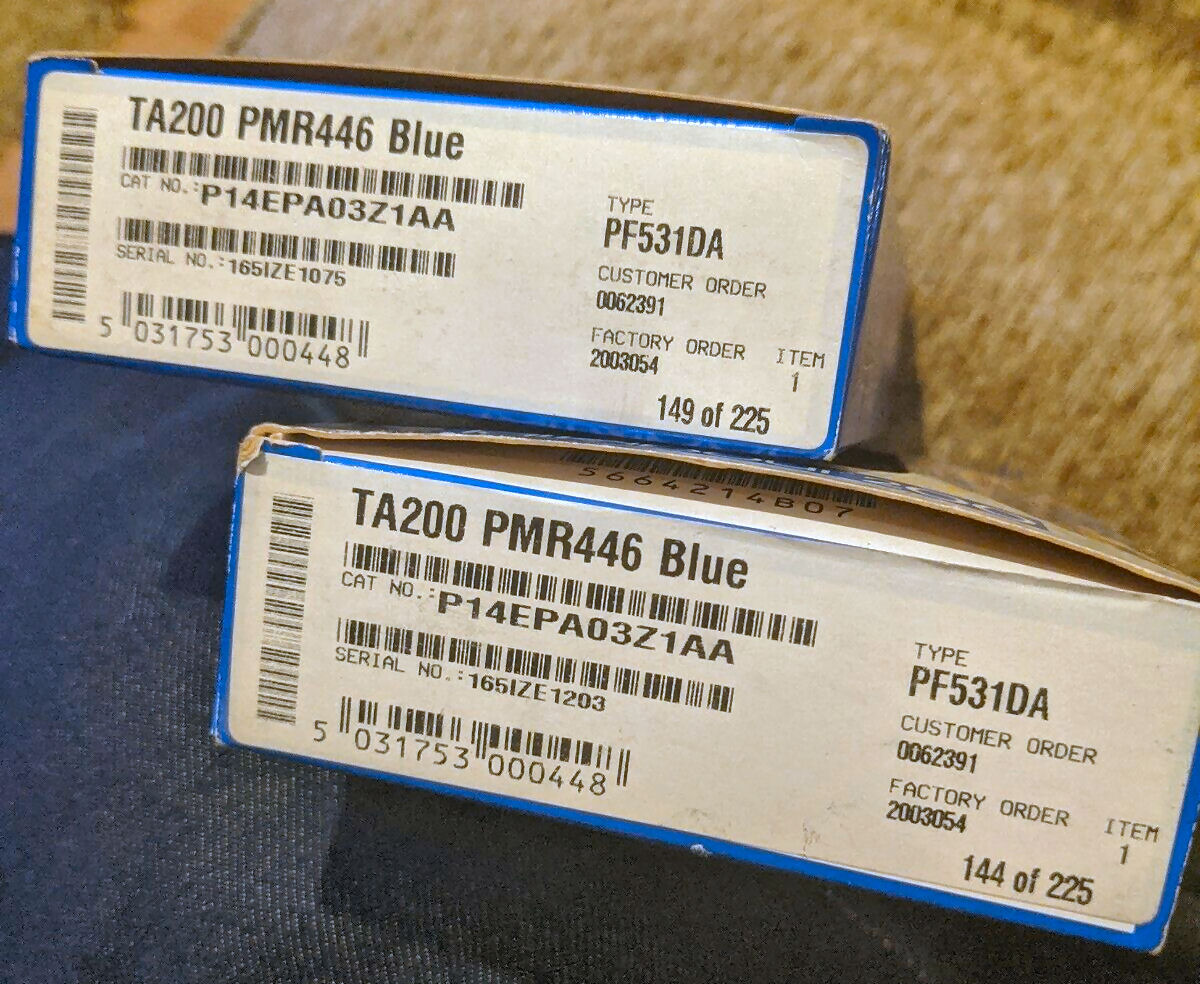 TA200 PMR446 Blue
CAT NO.:P14EPA03Z1AA
SERIAL NO.:165IZE1075
5 031753 000448
TYPE
PF531DA
CUSTOMER ORDER
0062391
FACTORY ORDER ITEM
2003054 1
149 of 225
5664214B07
TA200 PMR446 Blue
CAT NO.:P14EPA03Z1AA
SERIAL NO.:165IZE1203
5 031753 000448
TYPE
PF531DA
CUSTOMER ORDER
0062391
FACTORY ORDER ITEM
2003054 1
144 of 225